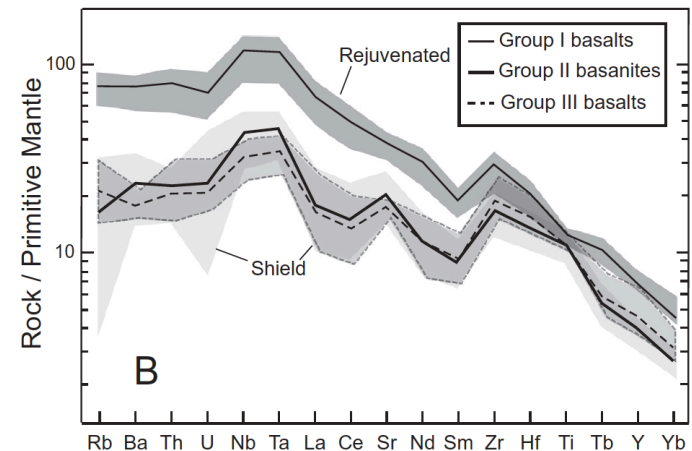 Rock / Primitive Mantle
100
10
Group I basalts
Group II basanites
Group III basalts
Rejuvenated
Shield
B
Rb Ba Th U Nb Ta La Ce Sr Nd Sm Zr Hf Ti Tb Y Yb